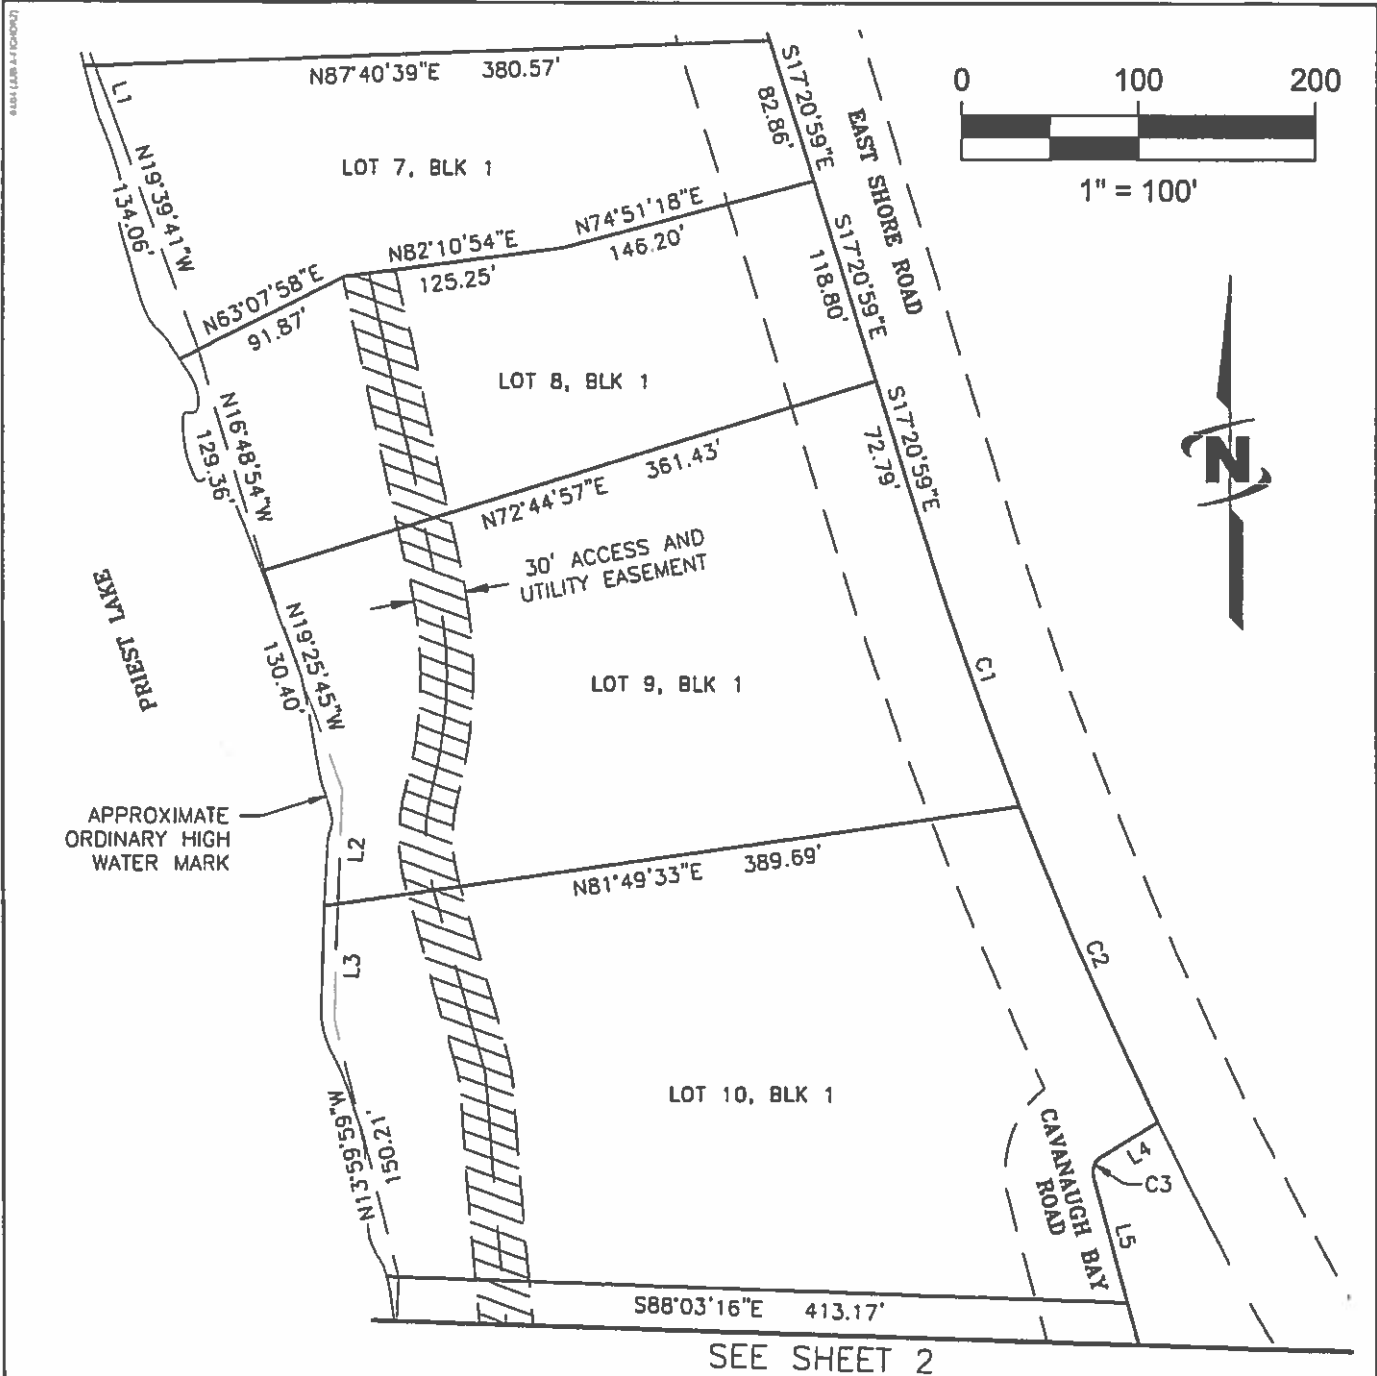 0 100 200
1" = 100'
N87°40'39"E 380.57'
L1
N19°39'41"W
134.06'
LOT 7, BLK 1
S17°20'59"E
82.86'
EAST SHORE ROAD
N63°07'58"E
91.87'
N82°10'54"E
125.25'
N74°51'18"E
146.20'
S17°20'59"E
118.80'
N16°48'54"W
129.36'
LOT 8, BLK 1
N72°44'57"E 361.43'
S17°20'59"E
72.79'
N
30' ACCESS AND
UTILITY EASEMENT
PRIEST LAKE
N19°25'45"W
130.40'
LOT 9, BLK 1
C1
APPROXIMATE
ORDINARY HIGH
WATER MARK
L2
N81°49'33"E 389.69'
L3
C2
LOT 10, BLK 1
N13°59'59"W
150.21'
CAVANAUGH BAY
ROAD
L4
C3
L5
S88°03'16"E 413.17'
SEE SHEET 2